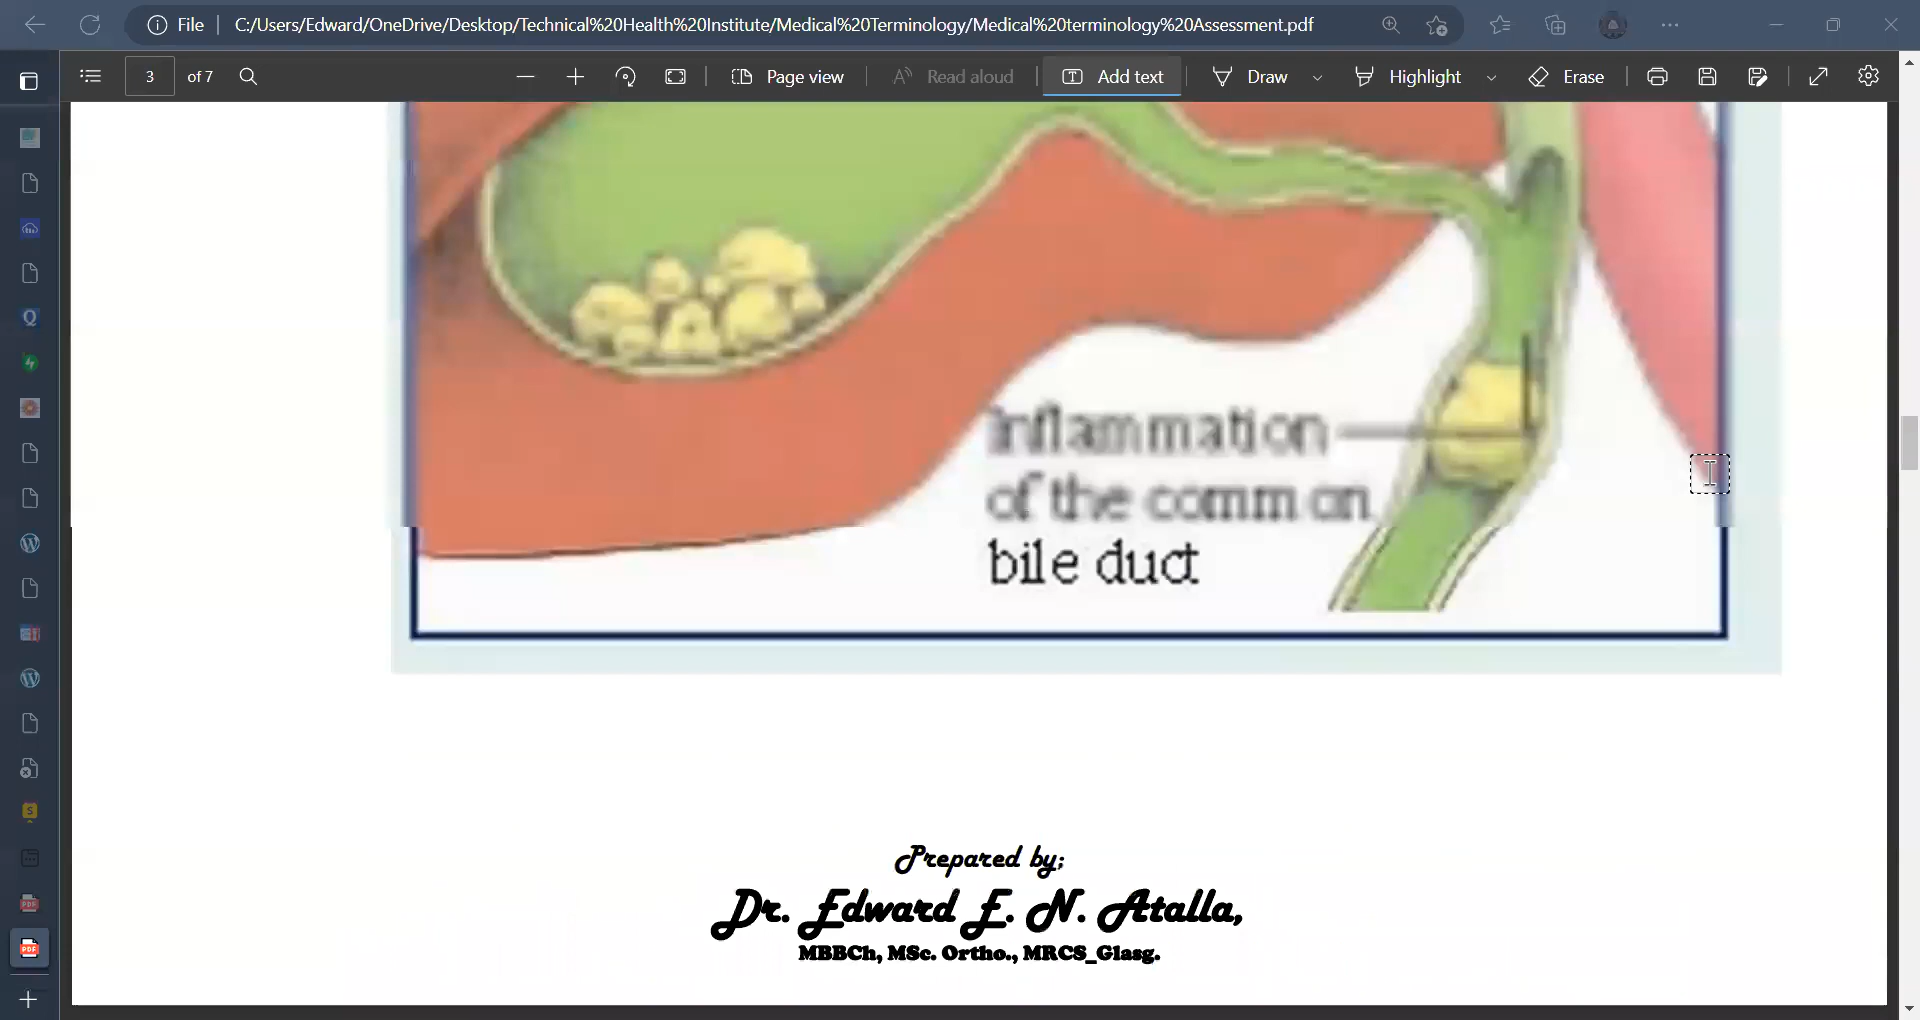 File
C:/Users/Edward/OneDrive/Desktop/Technical%20Health%20Institute/Medical%20Terminology/Medical%20terminology%20Assessment.pdf
3 of 7
Page view
Read aloud
Add text
Draw
Highlight
Erase
Inflammation
of the common
bile duct
Prepared by;
Dr. Edward E. N. Atalla,
MBBCh, MSc. Ortho., MRCS_Glasg.